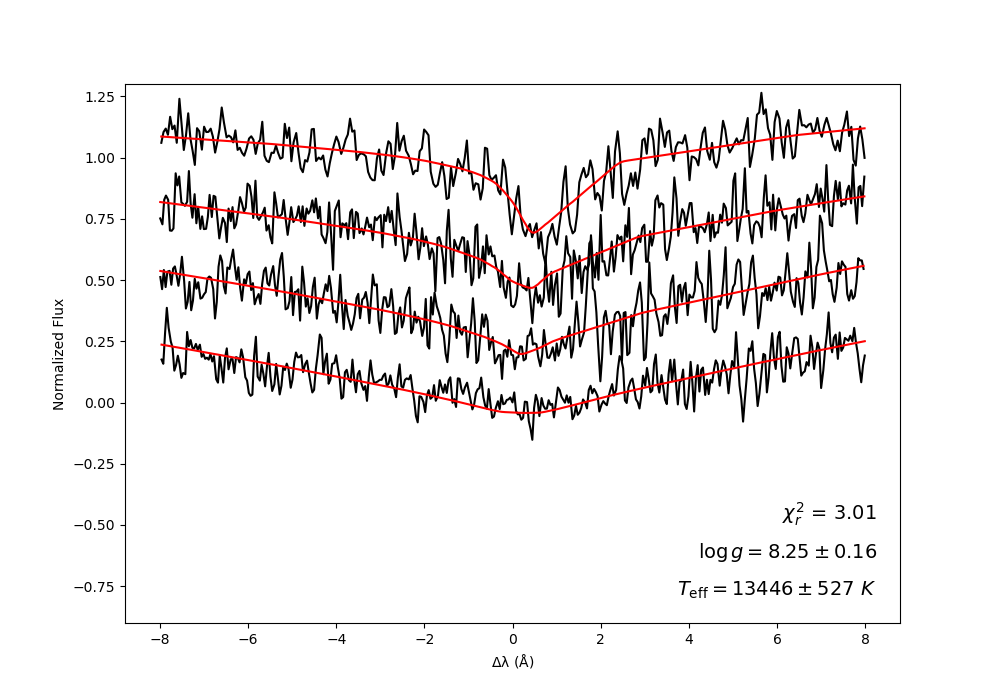 1.25
1.00
0.75
0.50
0.25
0.00
−0.25
−0.50
−0.75
Normalized Flux
χ²ᵣ = 3.01
log g = 8.25 ± 0.16
T_eff = 13446 ± 527 K
−8 −6 −4 −2 0 2 4 6 8
Δλ (Å)